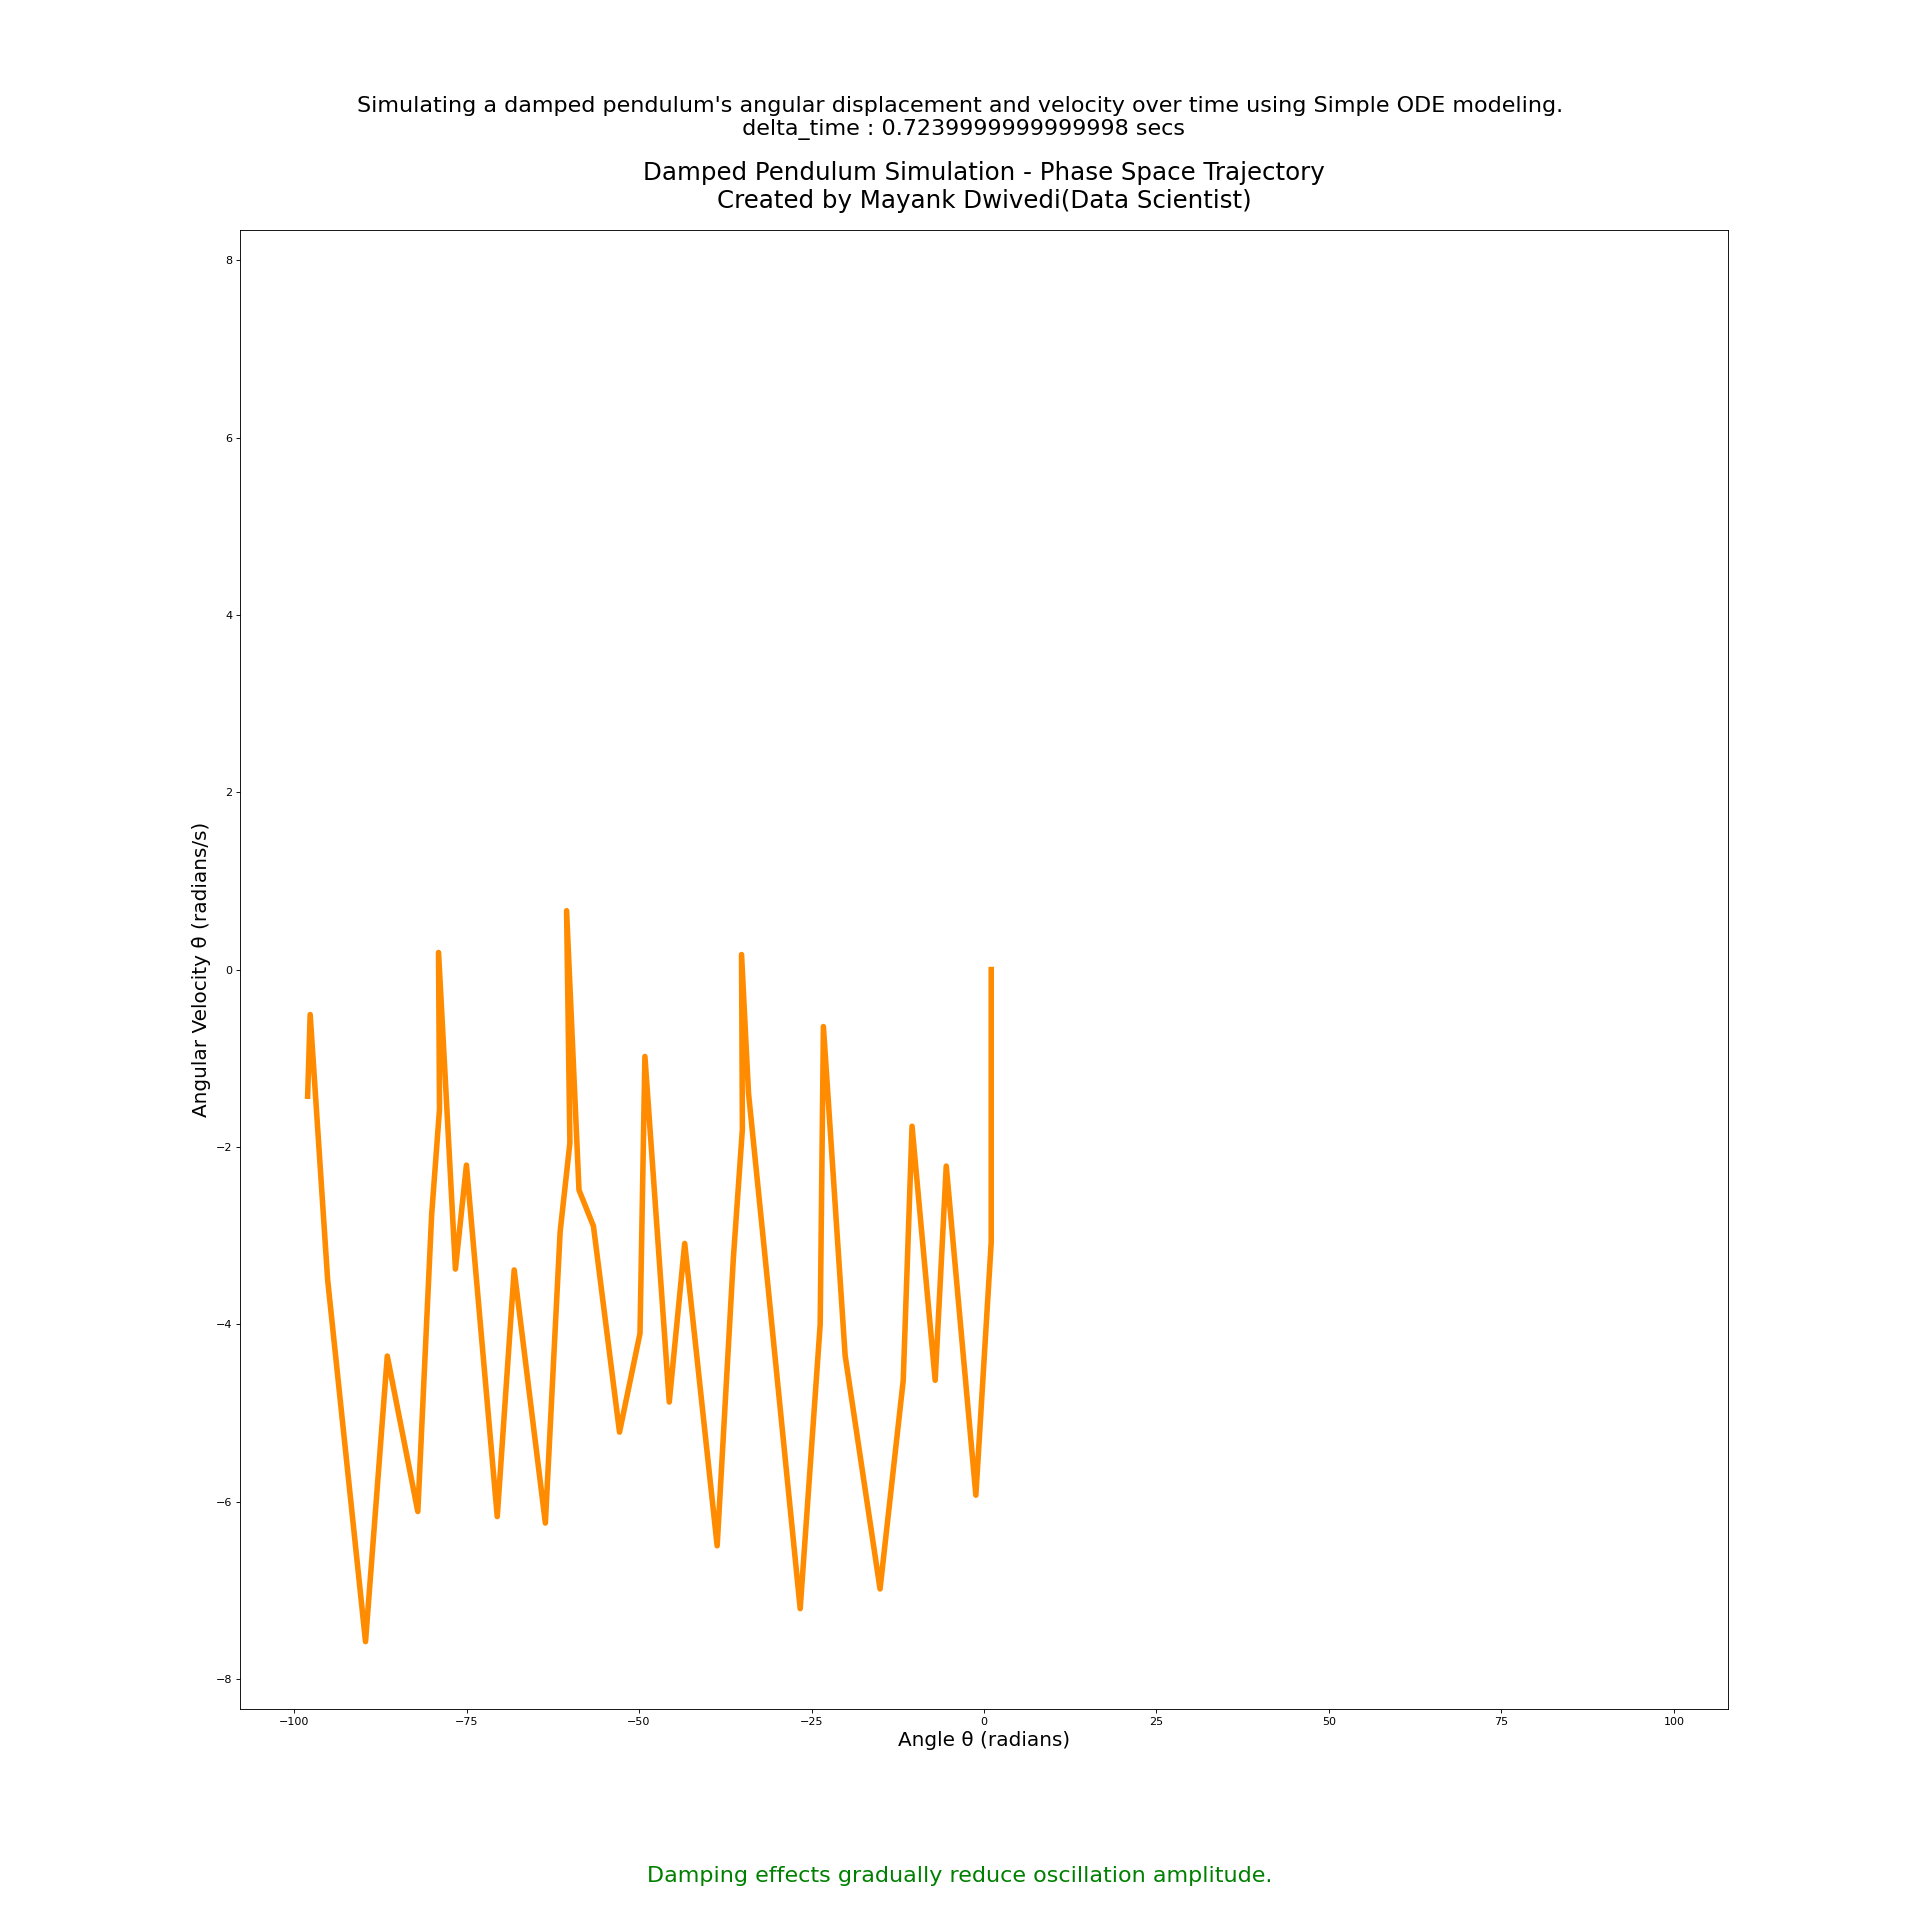 Simulating a damped pendulum's angular displacement and velocity over time using Simple ODE modeling.
delta_time : 0.7239999999999998 secs
Damped Pendulum Simulation - Phase Space Trajectory
Created by Mayank Dwivedi(Data Scientist)
Angular Velocity θ (radians/s)
8
6
4
2
0
−2
−4
−6
−8
−100 −75 −50 −25 0 25 50 75 100
Angle θ (radians)
Damping effects gradually reduce oscillation amplitude.